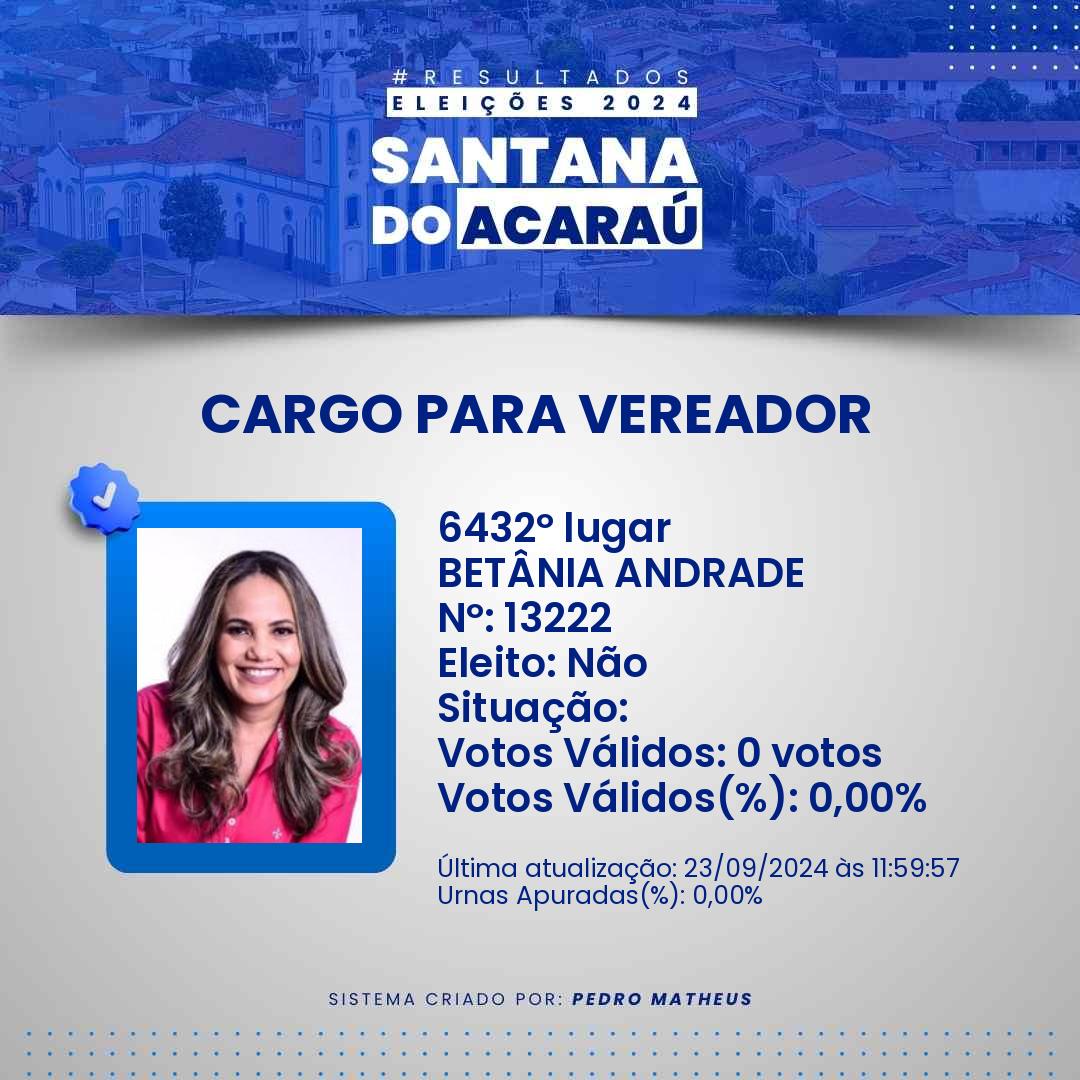 #RESULTADOS
ELEIÇÕES 2024
SANTANA
DO ACARAÚ
CARGO PARA VEREADOR
6432º lugar
BETÂNIA ANDRADE
Nº: 13222
Eleito: Não
Situação:
Votos Válidos: 0 votos
Votos Válidos(%): 0,00%
Última atualização: 23/09/2024 às 11:59:57
Urnas Apuradas(%): 0,00%
SISTEMA CRIADO POR: PEDRO MATHEUS